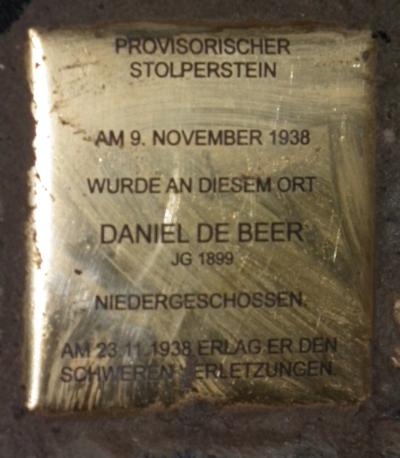 PROVISORISCHER
STOLPERSTEIN
AM 9. NOVEMBER 1938
WURDE AN DIESEM ORT
DANIEL DE BEER
JG 1899
NIEDERGESCHOSSEN.
AM 23.11.1938 ERLAG ER DEN
SCHWEREN VERLETZUNGEN.